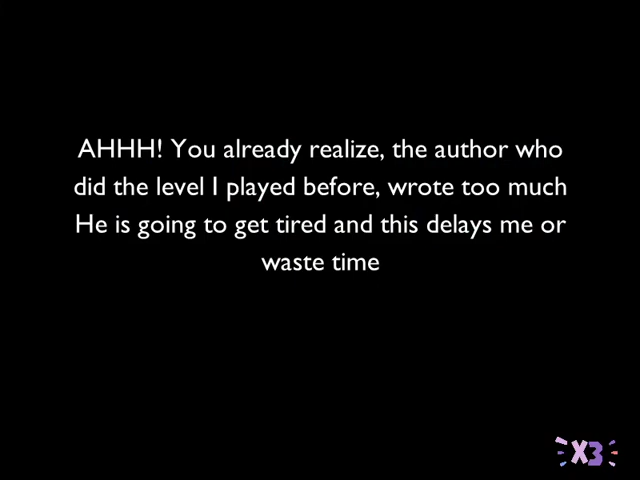 AHHH! You already realize, the author who
did the level I played before, wrote too much
He is going to get tired and this delays me or
waste time
X3